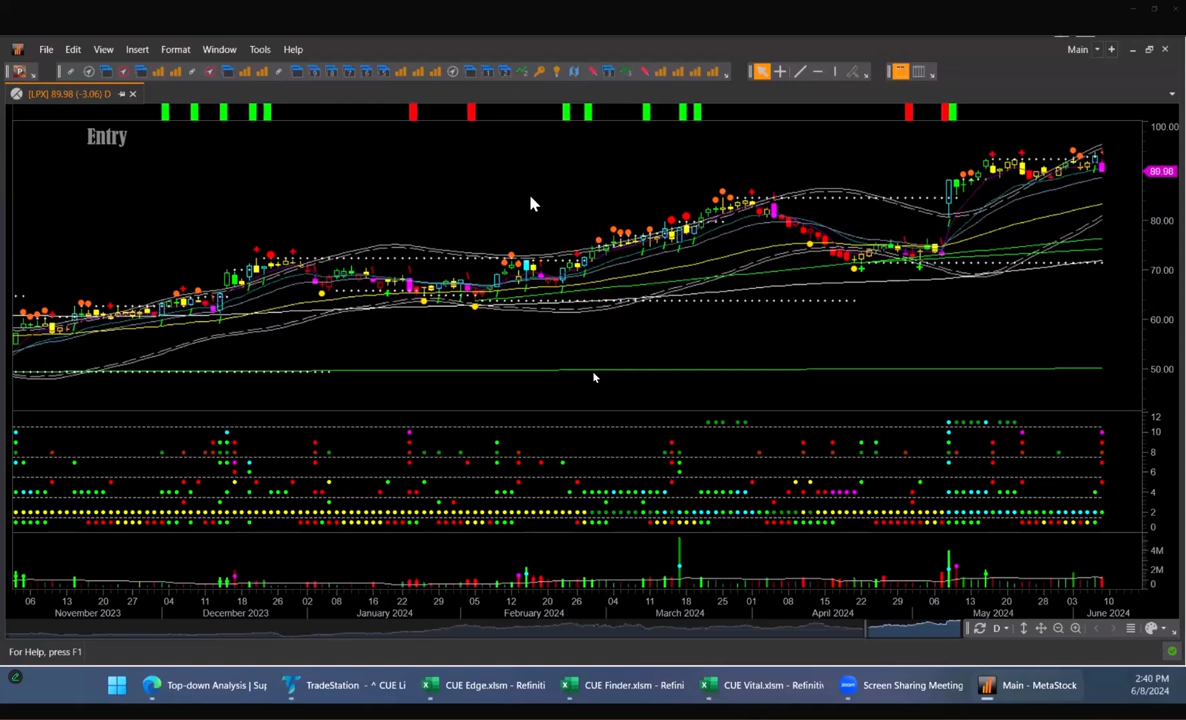 File Edit View Insert Format Window Tools Help
Main
[LPX] 89.98 (-3.06) D
Entry
100.00
89.98
80.00
70.00
60.00
50.00
12
10
8
6
4
2
0
4M
2M
0
06 13 20 27 04 11 18 26 02 08 16 22 29 05 12 20 26 04 11 18 25 01 08 15 22 29 06 13 20 28 03 10
November 2023 December 2023 January 2024 February 2024 March 2024 April 2024 May 2024 June 2024
D
For Help, press F1
Top-down Analysis | Sup TradeStation - ^ CUE Li CUE Edge.xlsm - Refiniti CUE Finder.xlsm - Refini CUE Vital.xlsm - Refinitiv Screen Sharing Meeting Main - MetaStock
2:40 PM
6/8/2024